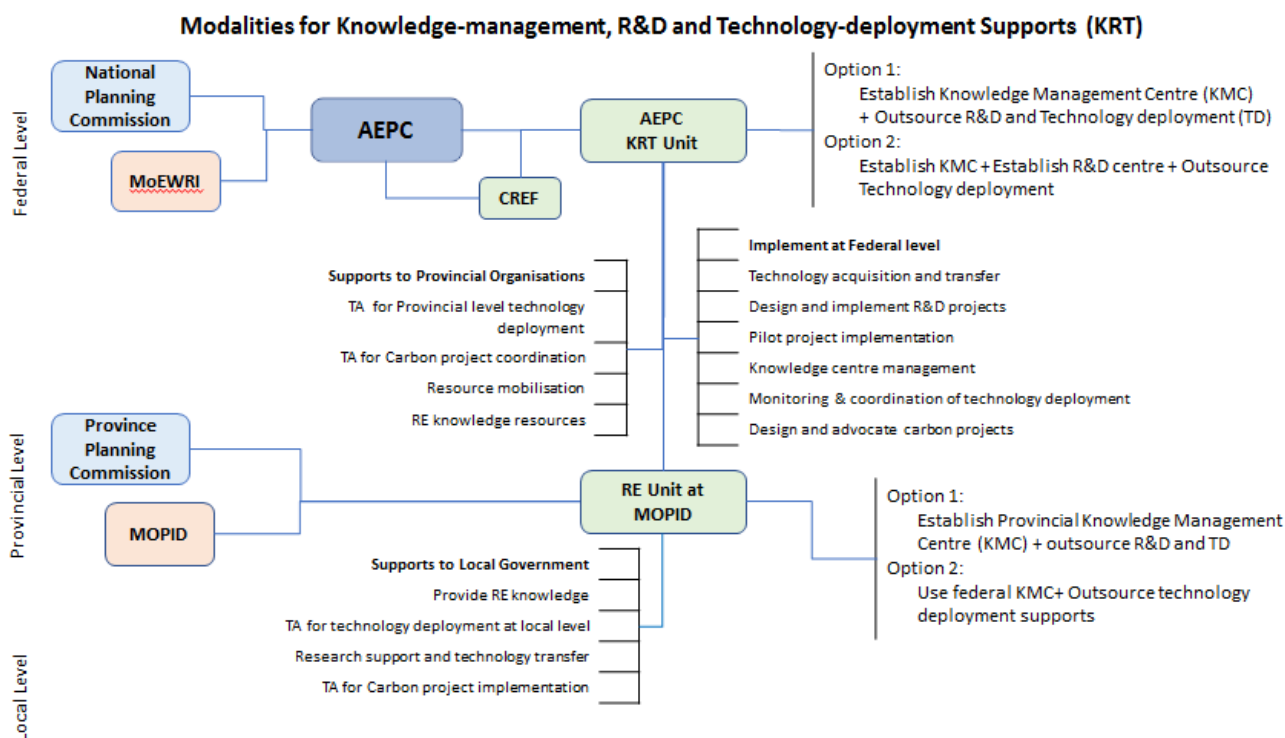 Modalities for Knowledge-management, R&D and Technology-deployment Supports (KRT)
Federal Level
National
Planning
Commission
MoEWRI
AEPC
CREF
AEPC
KRT Unit
Option 1:
Establish Knowledge Management Centre (KMC)
+ Outsource R&D and Technology deployment (TD)
Option 2:
Establish KMC + Establish R&D centre + Outsource
Technology deployment
Supports to Provincial Organisations
TA for Provincial level technology
deployment
TA for Carbon project coordination
Resource mobilisation
RE knowledge resources
Implement at Federal level
Technology acquisition and transfer
Design and implement R&D projects
Pilot project implementation
Knowledge centre management
Monitoring & coordination of technology deployment
Design and advocate carbon projects
Provincial Level
Province
Planning
Commission
MOPID
RE Unit at
MOPID
Option 1:
Establish Provincial Knowledge Management
Centre (KMC) + outsource R&D and TD
Option 2:
Use federal KMC+ Outsource technology
deployment supports
Supports to Local Government
Provide RE knowledge
TA for technology deployment at local level
Research support and technology transfer
TA for Carbon project implementation
Local Level